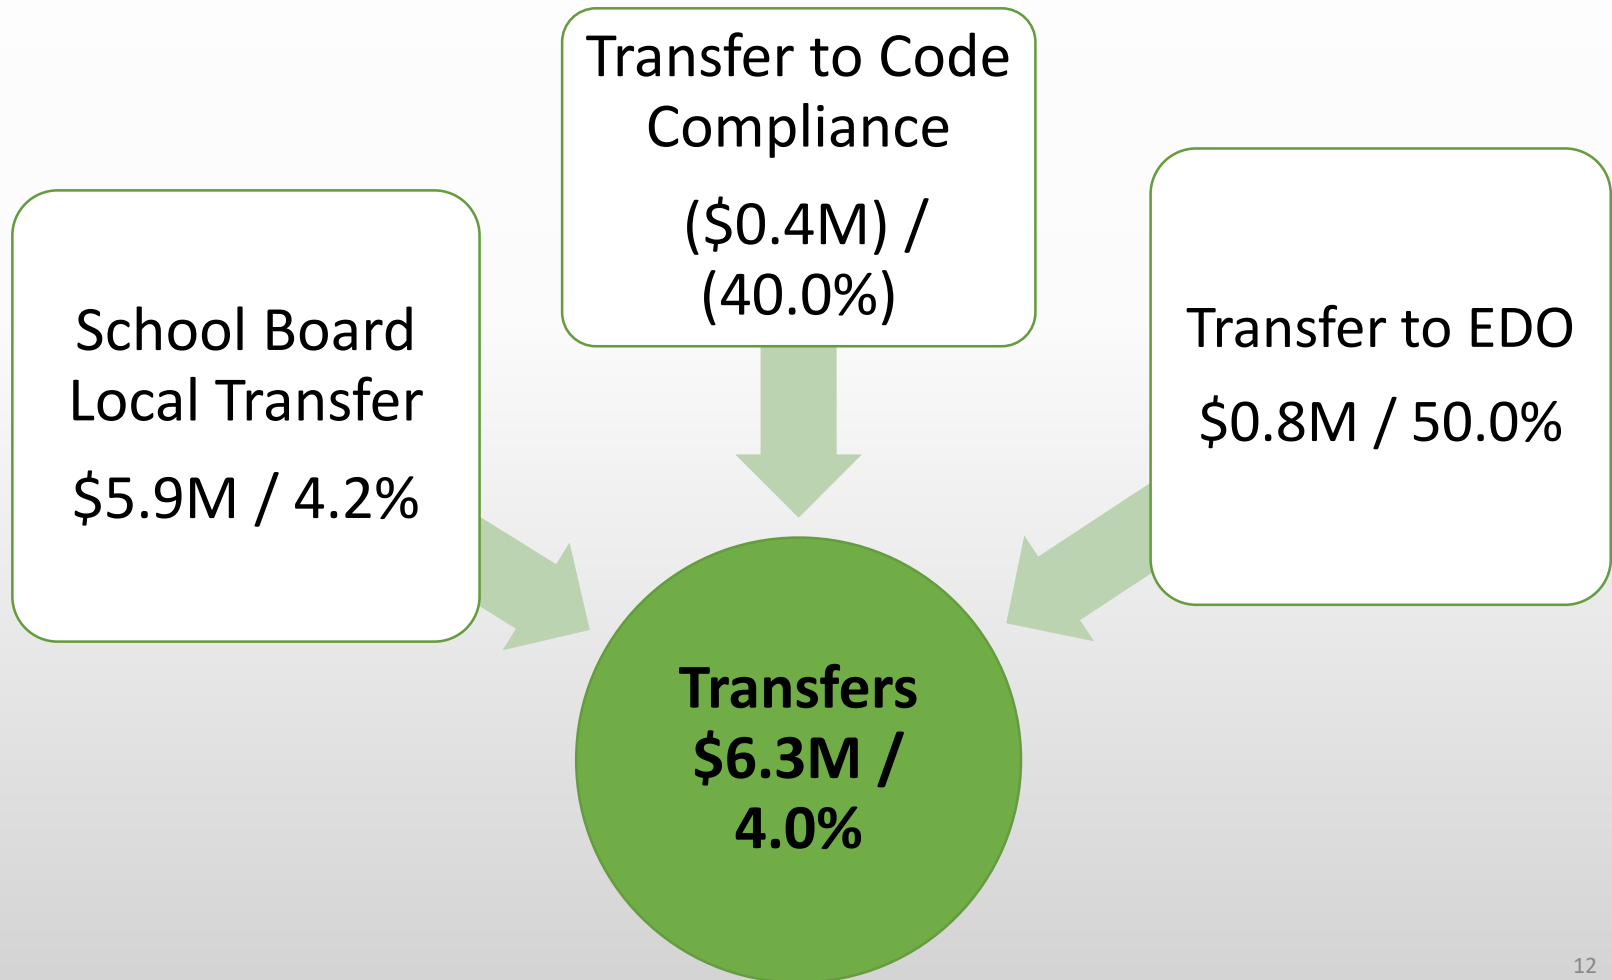 Transfer to Code
Compliance
($0.4M) /
(40.0%)
School Board
Local Transfer
$5.9M / 4.2%
Transfer to EDO
$0.8M / 50.0%
Transfers
$6.3M /
4.0%
12